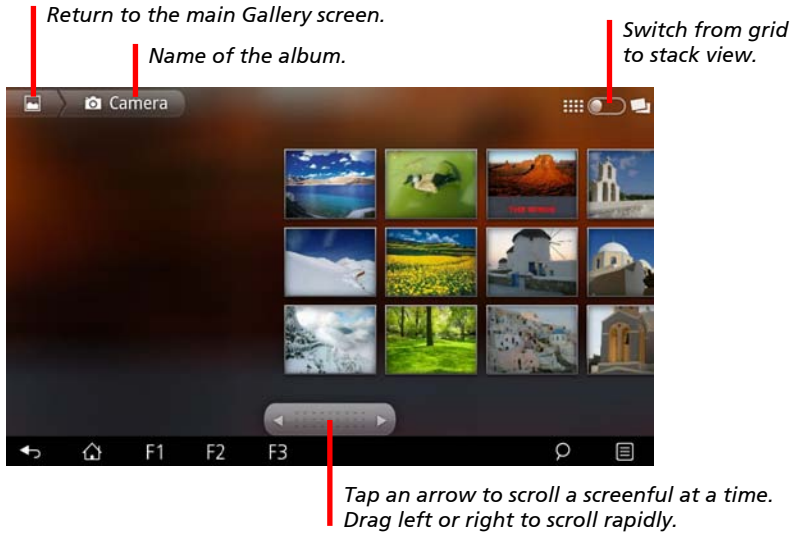 Return to the main Gallery screen.
Name of the album.
Switch from grid
to stack view.
Camera
F1 F2 F3
Tap an arrow to scroll a screenful at a time.
Drag left or right to scroll rapidly.